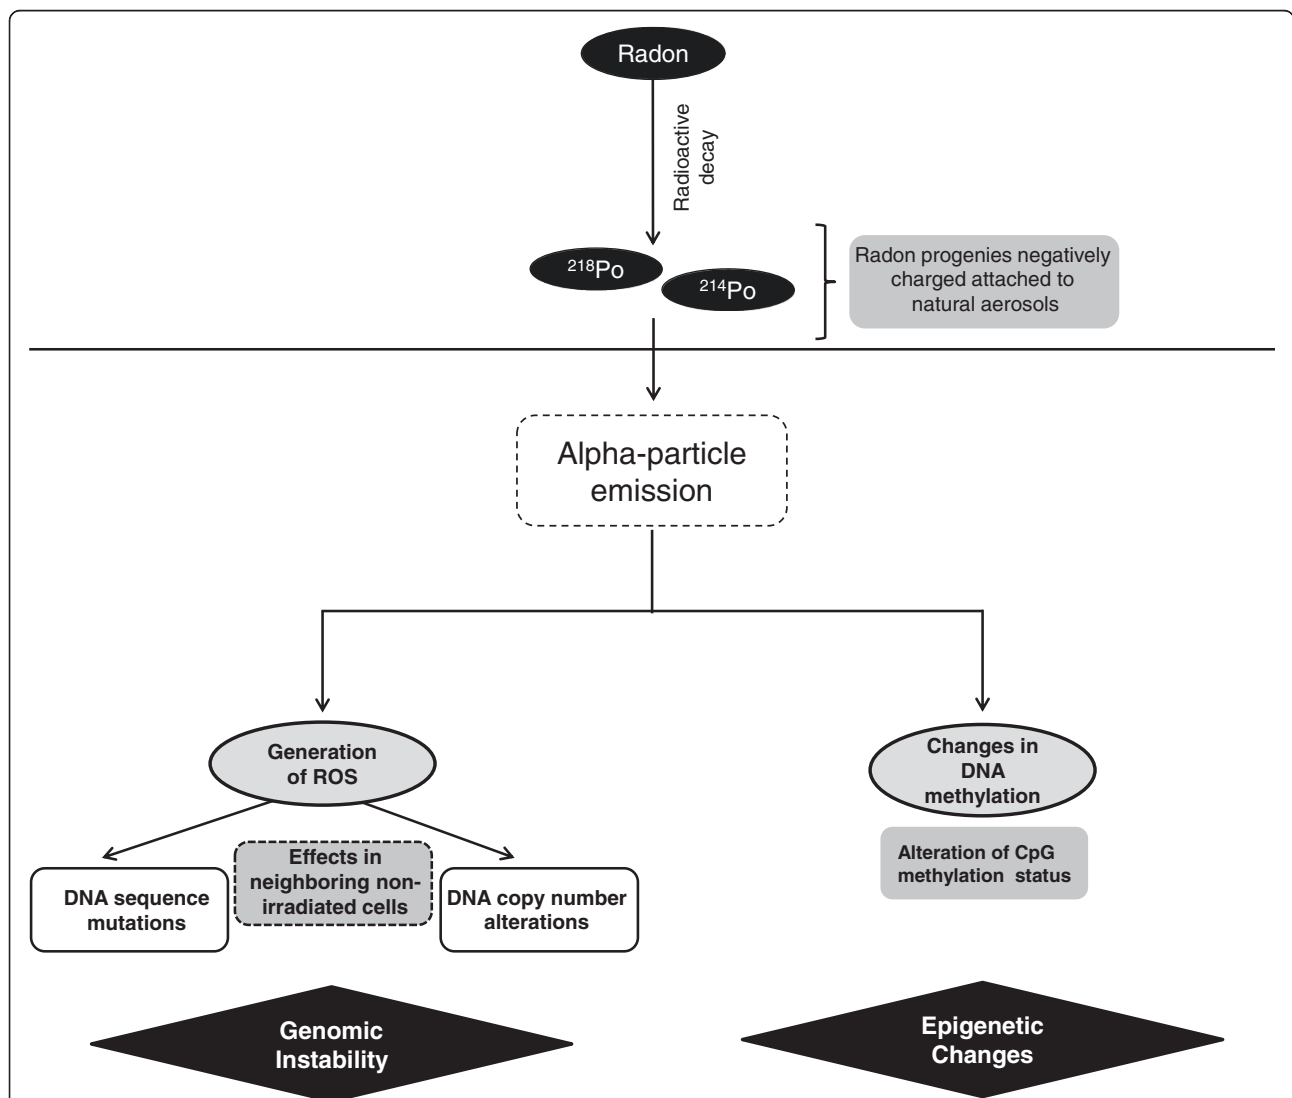 Radon
Radioactive
decay
²¹⁸Po
²¹⁴Po
Radon progenies negatively
charged attached to
natural aerosols
Alpha-particle
emission
Generation
of ROS
Changes in
DNA
methylation
Effects in
neighboring non-
irradiated cells
DNA sequence
mutations
DNA copy number
alterations
Alteration of CpG
methylation status
Genomic
Instability
Epigenetic
Changes